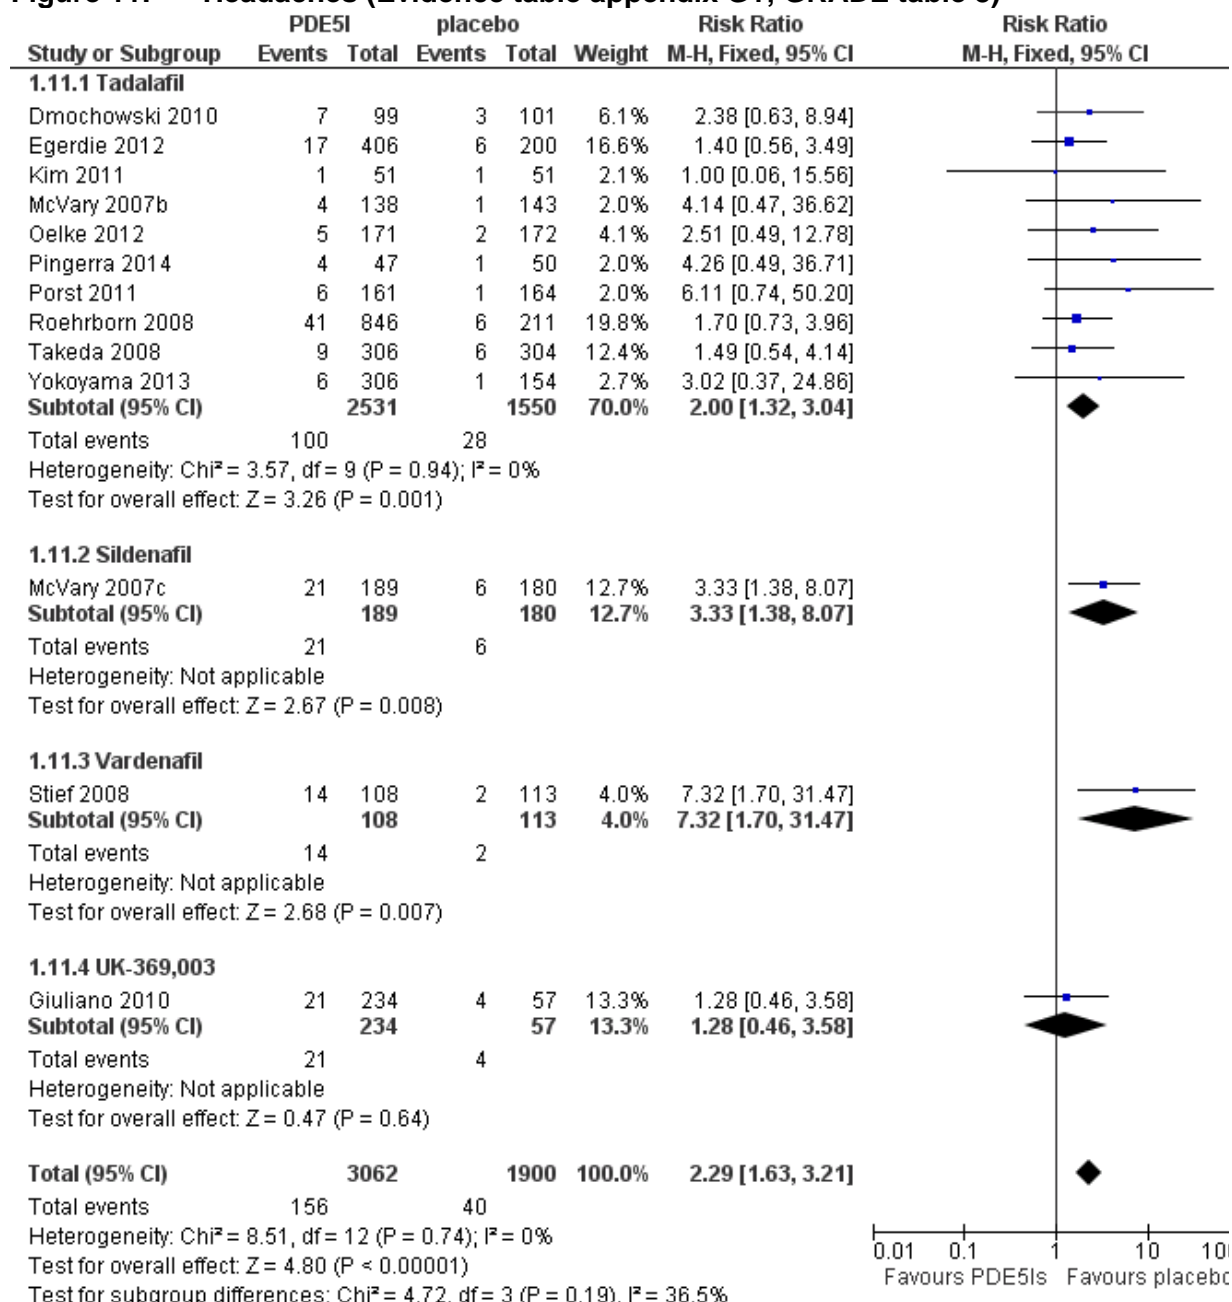 Headaches (Evidence table appendix G1, GRADE table 3)
PDE5I placebo Risk Ratio Risk Ratio
Study or Subgroup Events Total Events Total Weight M-H, Fixed, 95% CI M-H, Fixed, 95% CI
1.11.1 Tadalafil
Dmochowski 2010 7 99 3 101 6.1% 2.38 [0.63, 8.94]
Egerdie 2012 17 406 6 200 16.6% 1.40 [0.56, 3.49]
Kim 2011 1 51 1 51 2.1% 1.00 [0.06, 15.56]
McVary 2007b 4 138 1 143 2.0% 4.14 [0.47, 36.62]
Oelke 2012 5 171 2 172 4.1% 2.51 [0.49, 12.78]
Pingerra 2014 4 47 1 50 2.0% 4.26 [0.49, 36.71]
Porst 2011 6 161 1 164 2.0% 6.11 [0.74, 50.20]
Roehrborn 2008 41 846 6 211 19.8% 1.70 [0.73, 3.96]
Takeda 2008 9 306 6 304 12.4% 1.49 [0.54, 4.14]
Yokoyama 2013 6 306 1 154 2.7% 3.02 [0.37, 24.86]
Subtotal (95% CI) 2531 1550 70.0% 2.00 [1.32, 3.04]
Total events 100 28
Heterogeneity: Chi² = 3.57, df = 9 (P = 0.94); I² = 0%
Test for overall effect: Z = 3.26 (P = 0.001)
1.11.2 Sildenafil
McVary 2007c 21 189 6 180 12.7% 3.33 [1.38, 8.07]
Subtotal (95% CI) 189 180 12.7% 3.33 [1.38, 8.07]
Total events 21 6
Heterogeneity: Not applicable
Test for overall effect: Z = 2.67 (P = 0.008)
1.11.3 Vardenafil
Stief 2008 14 108 2 113 4.0% 7.32 [1.70, 31.47]
Subtotal (95% CI) 108 113 4.0% 7.32 [1.70, 31.47]
Total events 14 2
Heterogeneity: Not applicable
Test for overall effect: Z = 2.68 (P = 0.007)
1.11.4 UK-369,003
Giuliano 2010 21 234 4 57 13.3% 1.28 [0.46, 3.58]
Subtotal (95% CI) 234 57 13.3% 1.28 [0.46, 3.58]
Total events 21 4
Heterogeneity: Not applicable
Test for overall effect: Z = 0.47 (P = 0.64)
Total (95% CI) 3062 1900 100.0% 2.29 [1.63, 3.21]
Total events 156 40
Heterogeneity: Chi² = 8.51, df = 12 (P = 0.74); I² = 0%
Test for overall effect: Z = 4.80 (P < 0.00001)
Test for subgroup differences: Chi² = 4.72, df = 3 (P = 0.19), I² = 36.5%
0.01 0.1 1 10 100
Favours PDE5Is Favours placebo